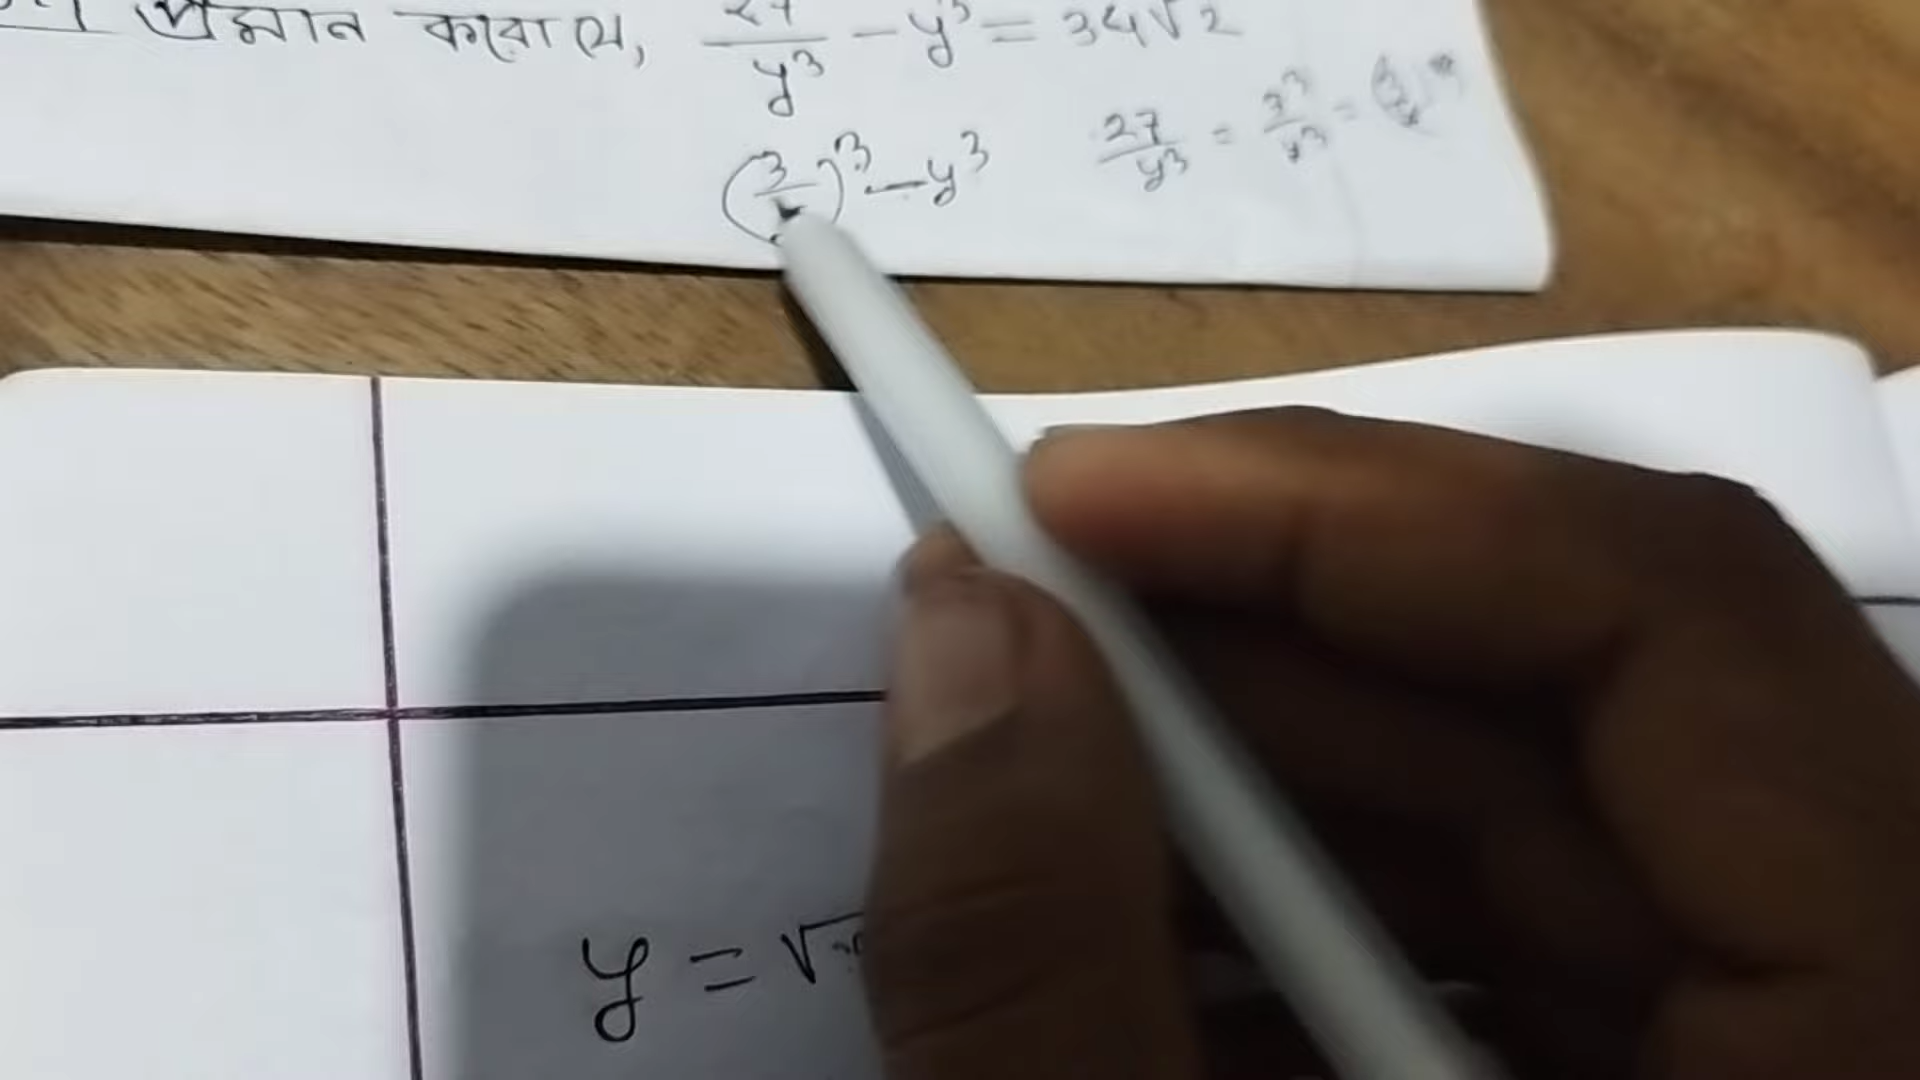 প্রমান করো যে, 27/y³ - y³ = 34√2
(3/)³ - y³ 27/y³ = 3³/y³ =
y = √